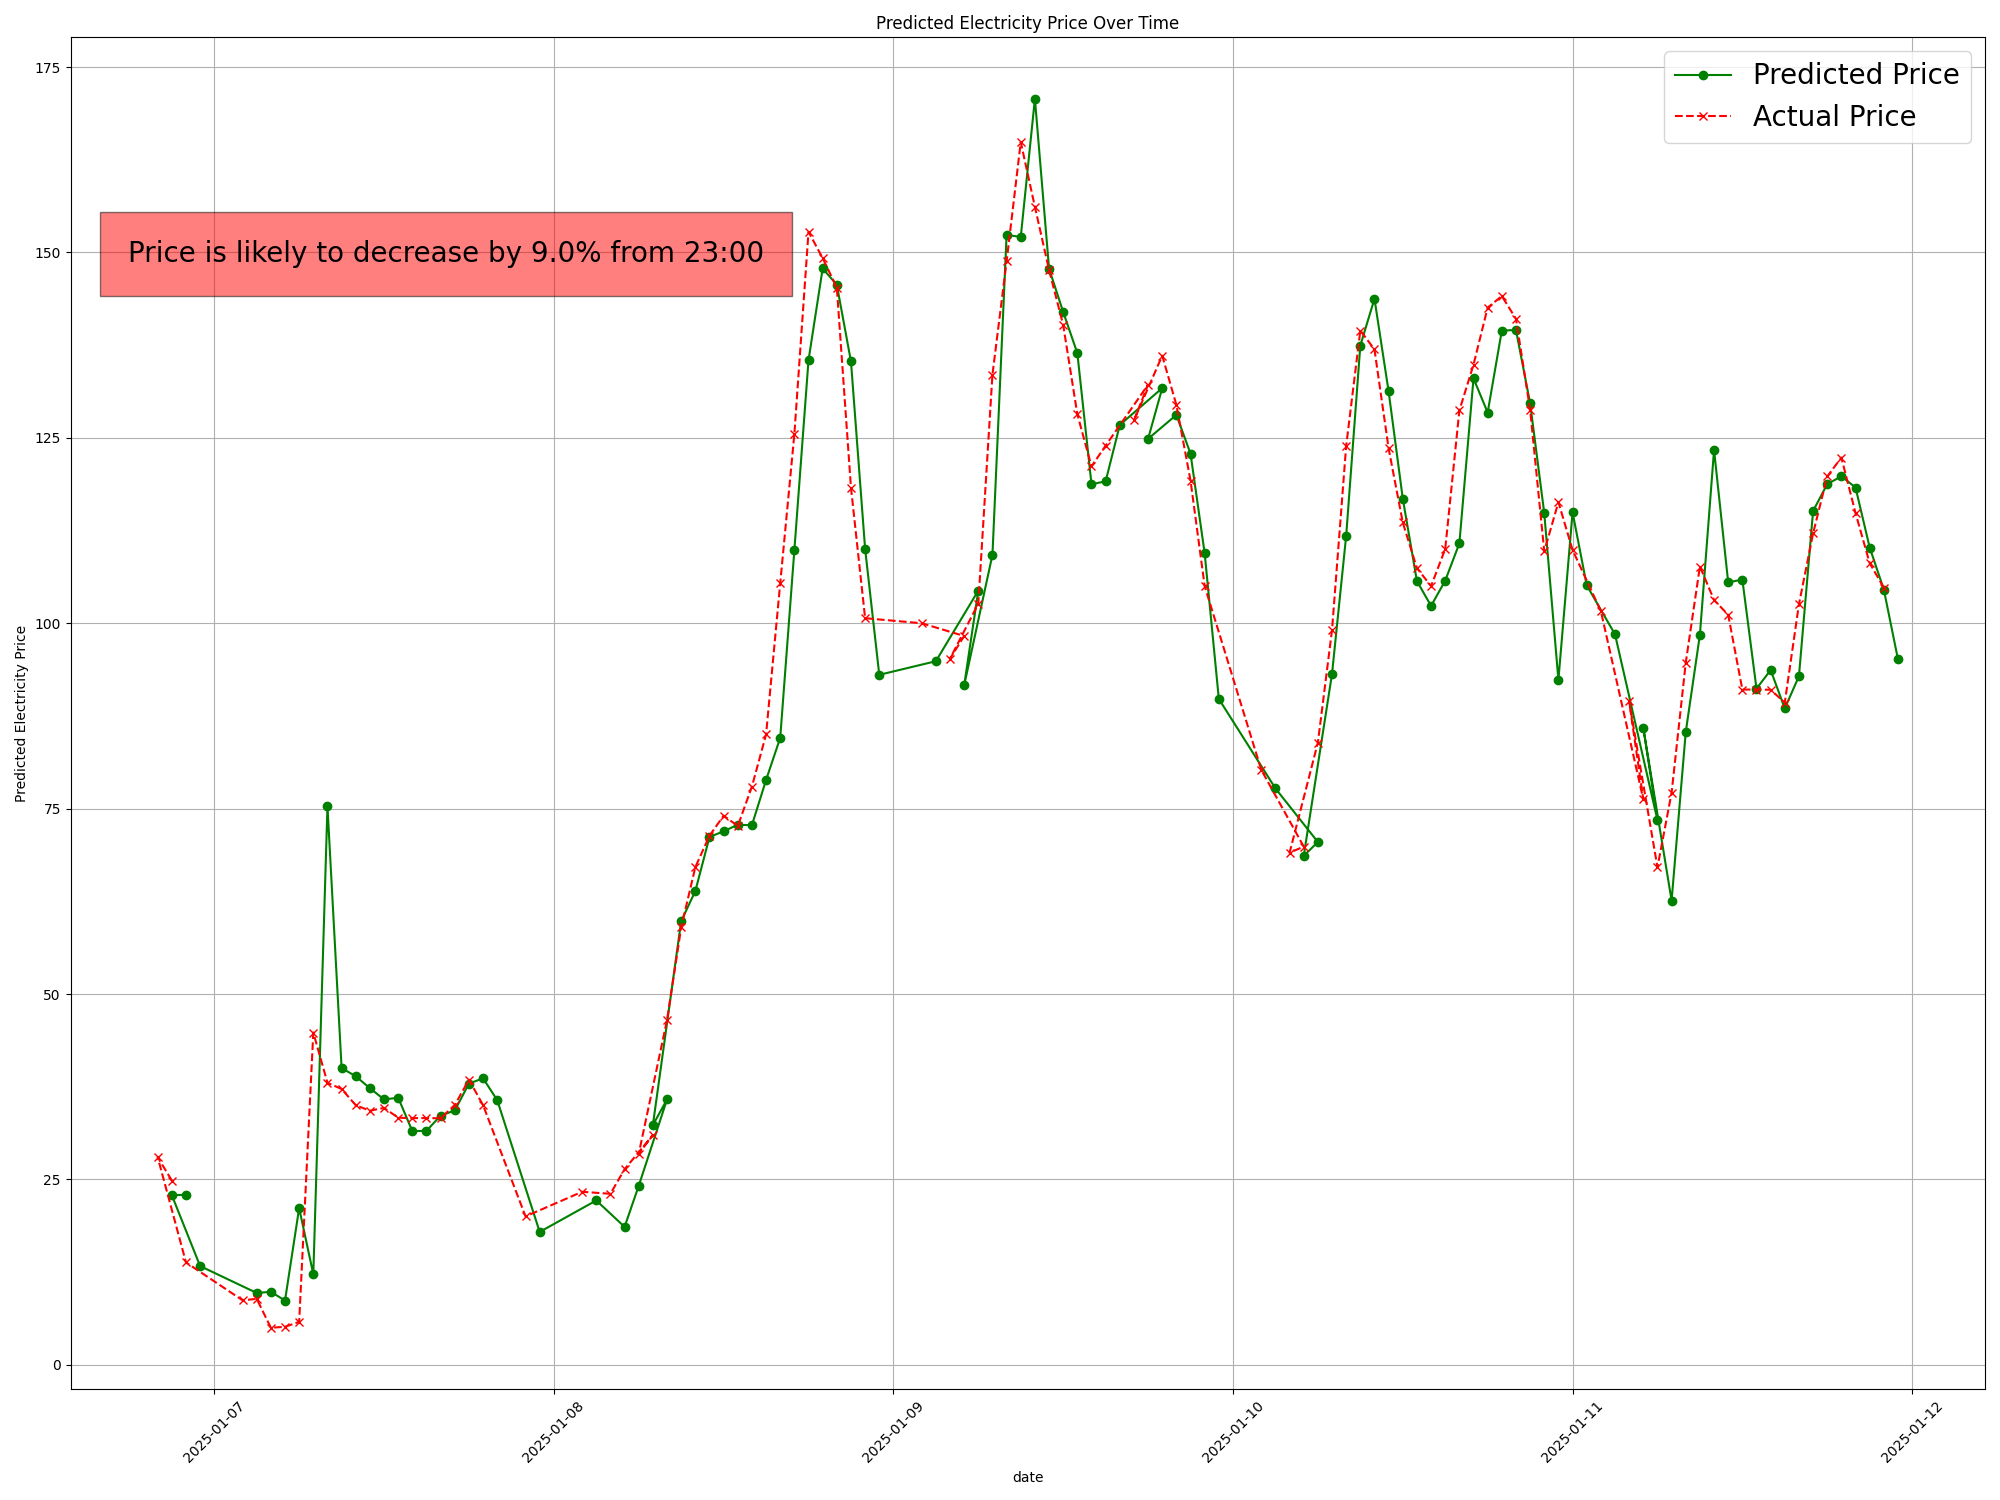 Predicted Electricity Price Over Time
Predicted Price
Actual Price
Price is likely to decrease by 9.0% from 23:00
Predicted Electricity Price
175
150
125
100
75
50
25
0
2025-01-07
2025-01-08
2025-01-09
2025-01-10
2025-01-11
2025-01-12
date